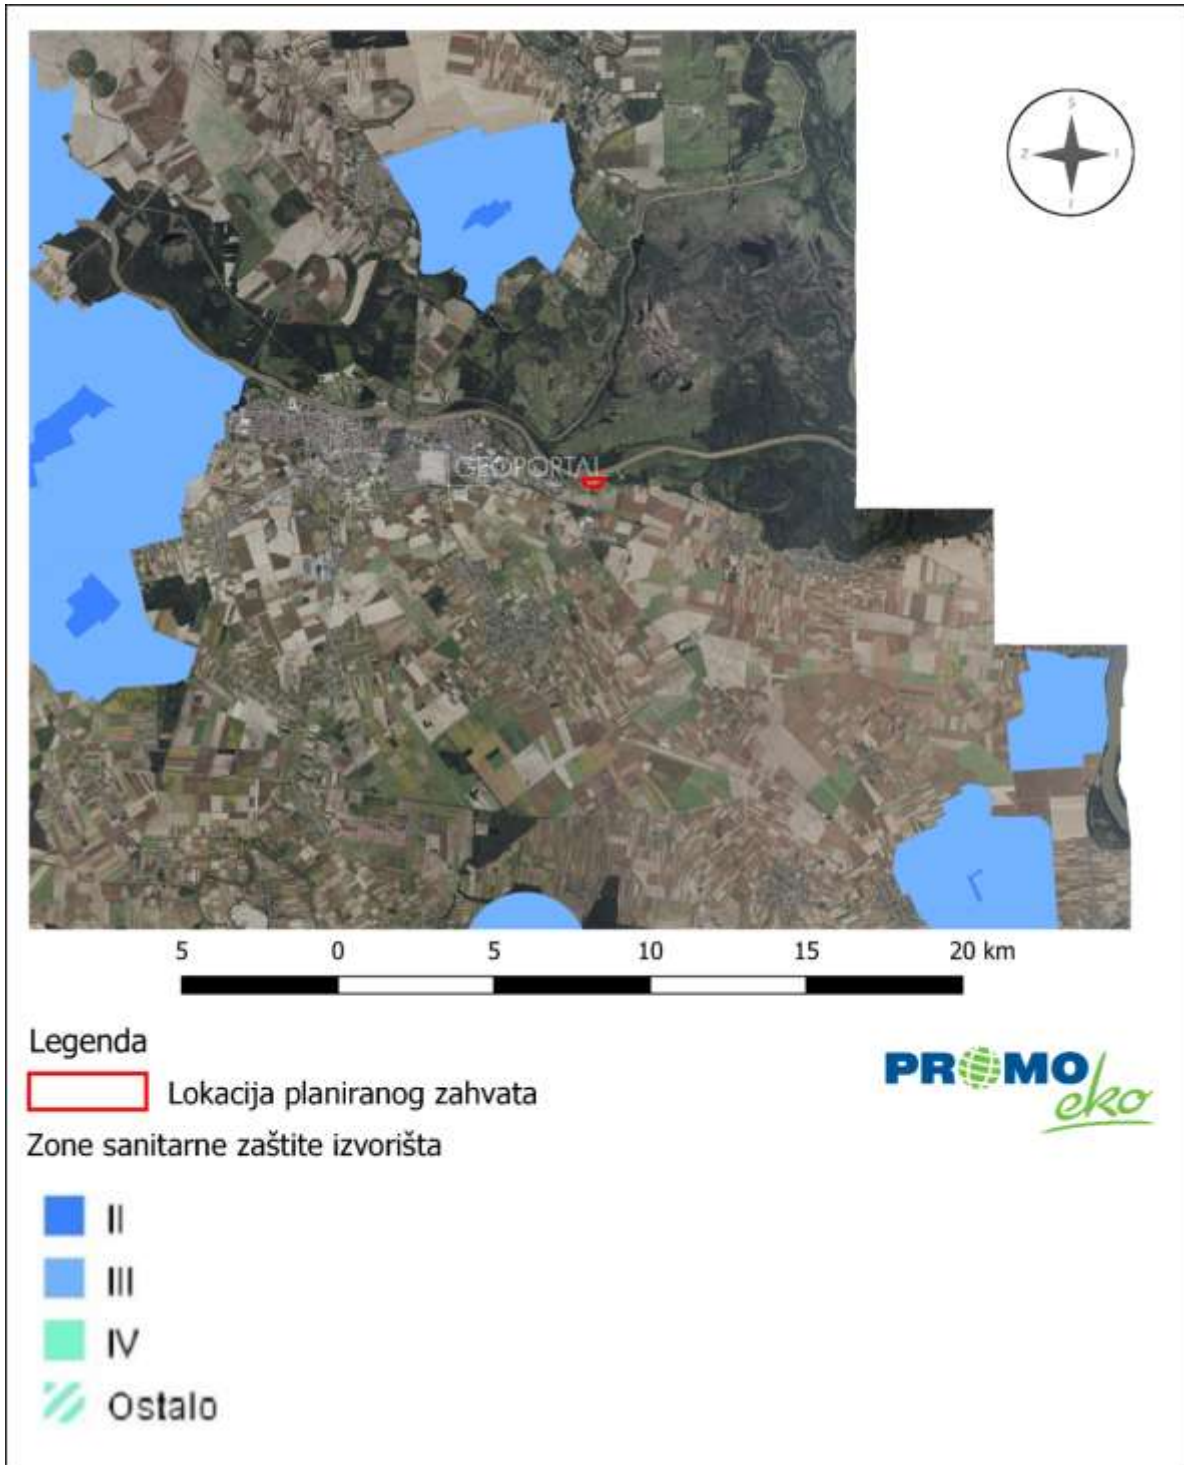 S
Z I
J
GEOPORTAL
5 0 5 10 15 20 km
Legenda
Lokacija planiranog zahvata
PROMO
eko
Zone sanitarne zaštite izvorišta
II
III
IV
Ostalo